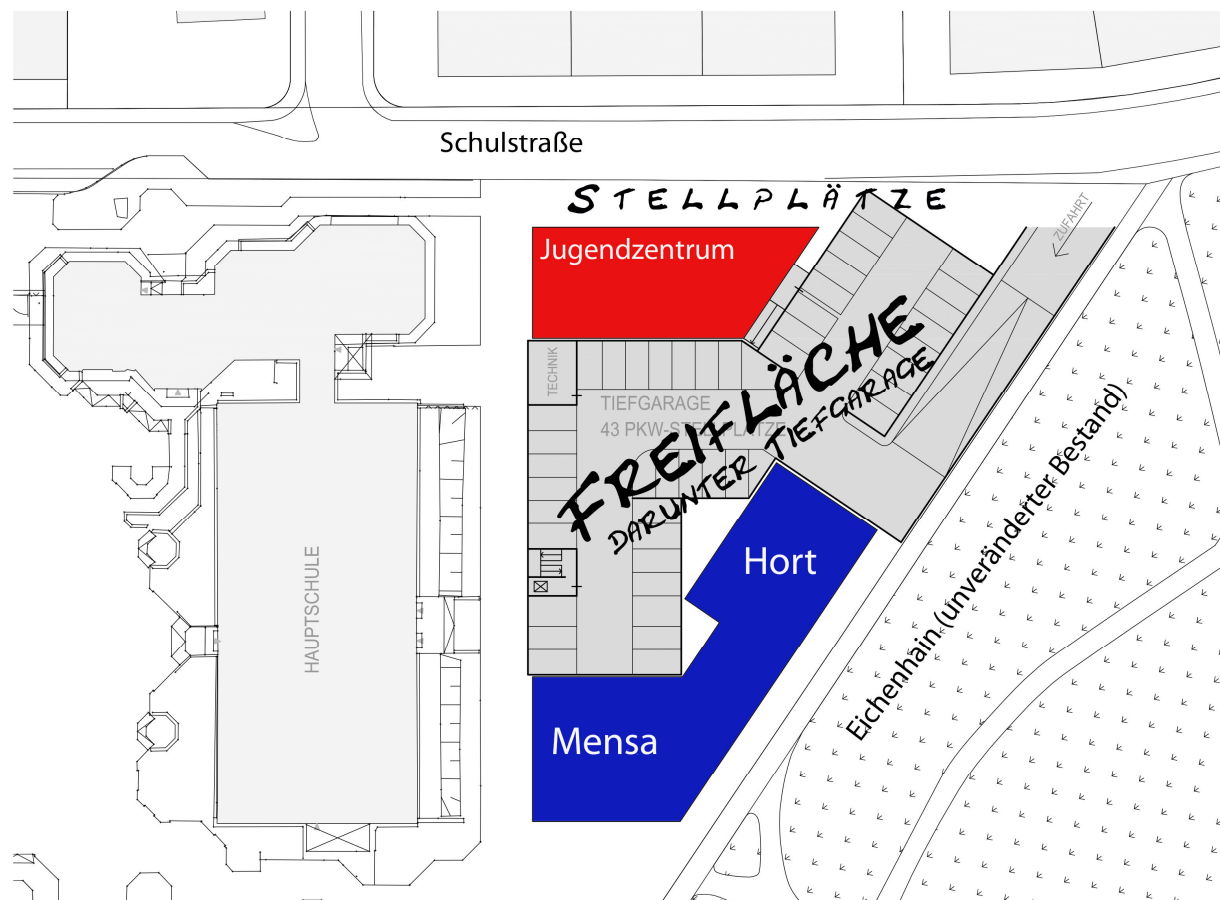 Schulstraße
STELLPLÄTZE
ZUFAHRT
Jugendzentrum
TECHNIK
TIEFGARAGE
43 PKW-STELLPLÄTZE
FREIFLÄCHE
DARUNTER TIEFGARAGE
Hort
HAUPTSCHULE
Eichenhain (unveränderter Bestand)
Mensa